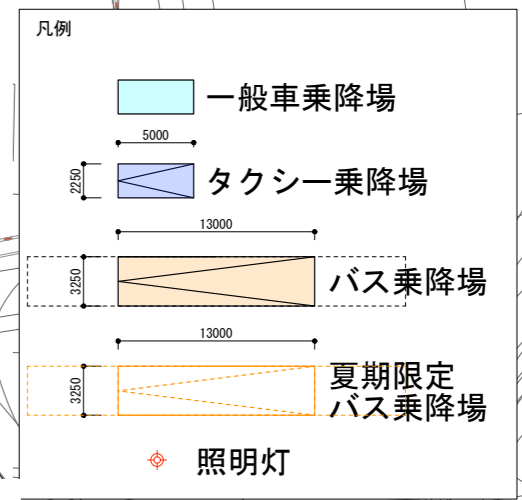 凡例
一般車乗降場
5000
2250
タクシー乗降場
13000
3250
バス乗降場
13000
3250
夏期限定
バス乗降場
照明灯